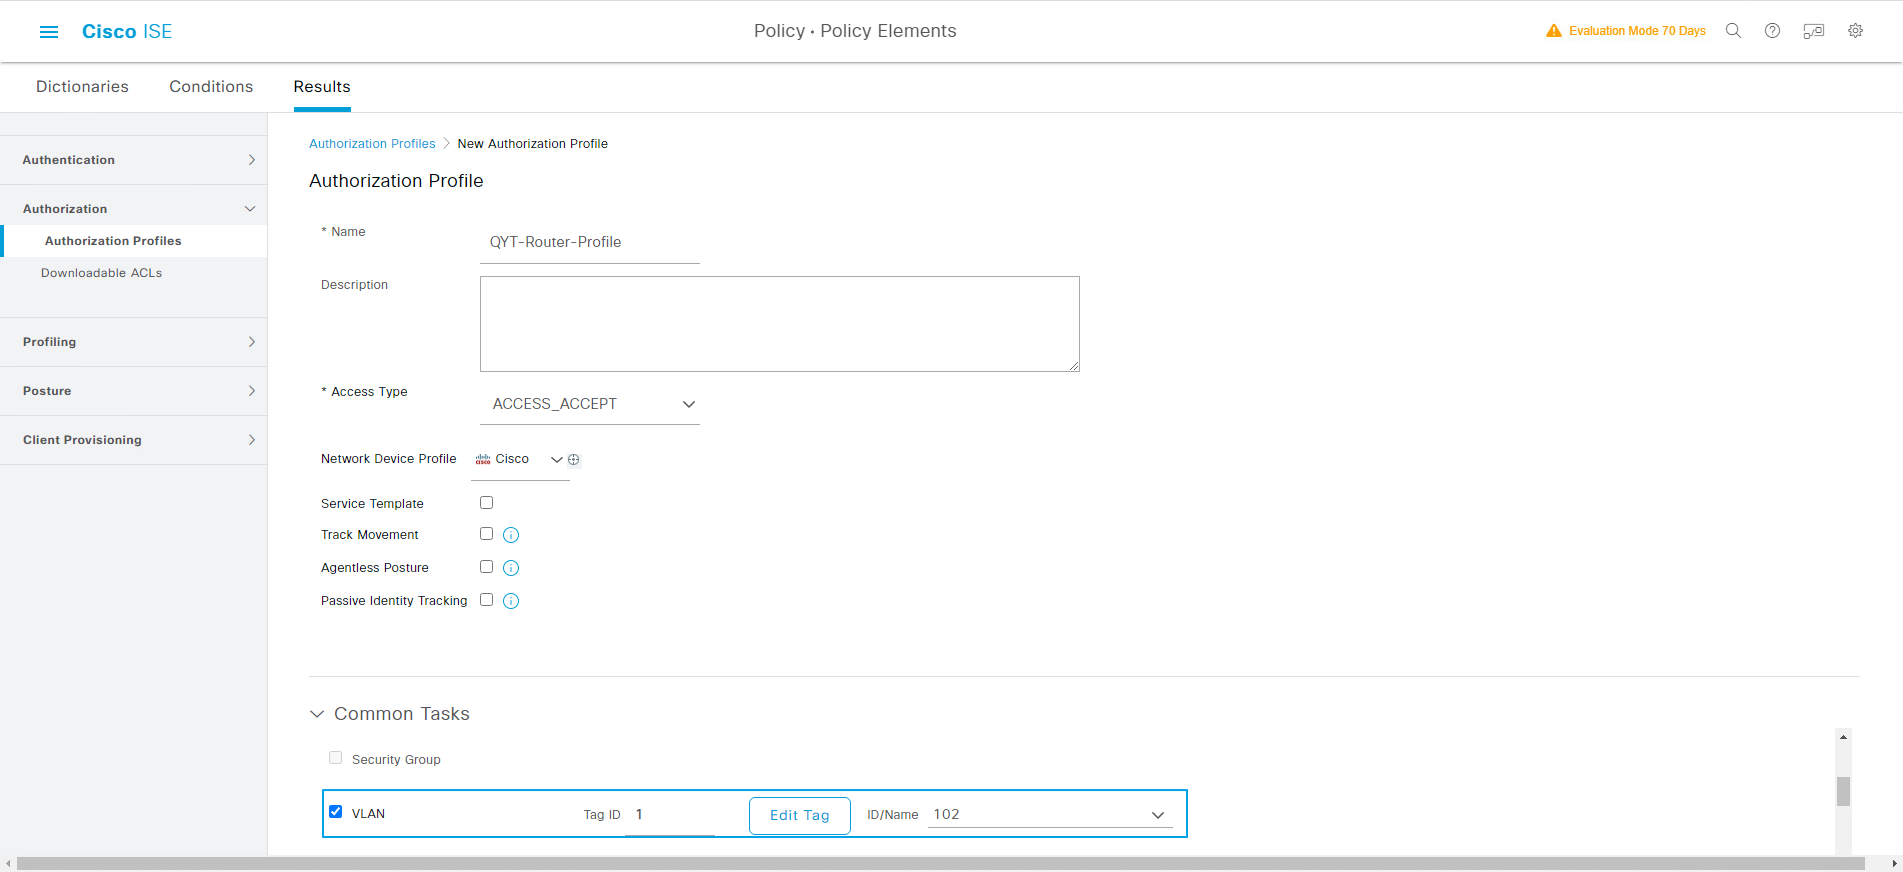 Cisco ISE
Policy · Policy Elements
Evaluation Mode 70 Days
Dictionaries
Conditions
Results
Authentication
Authorization
Authorization Profiles
Downloadable ACLs
Profiling
Posture
Client Provisioning
Authorization Profiles > New Authorization Profile
Authorization Profile
* Name
QYT-Router-Profile
Description
* Access Type
ACCESS_ACCEPT
Network Device Profile
cisco Cisco
Service Template
Track Movement
Agentless Posture
Passive Identity Tracking
Common Tasks
Security Group
VLAN Tag ID 1 Edit Tag ID/Name 102